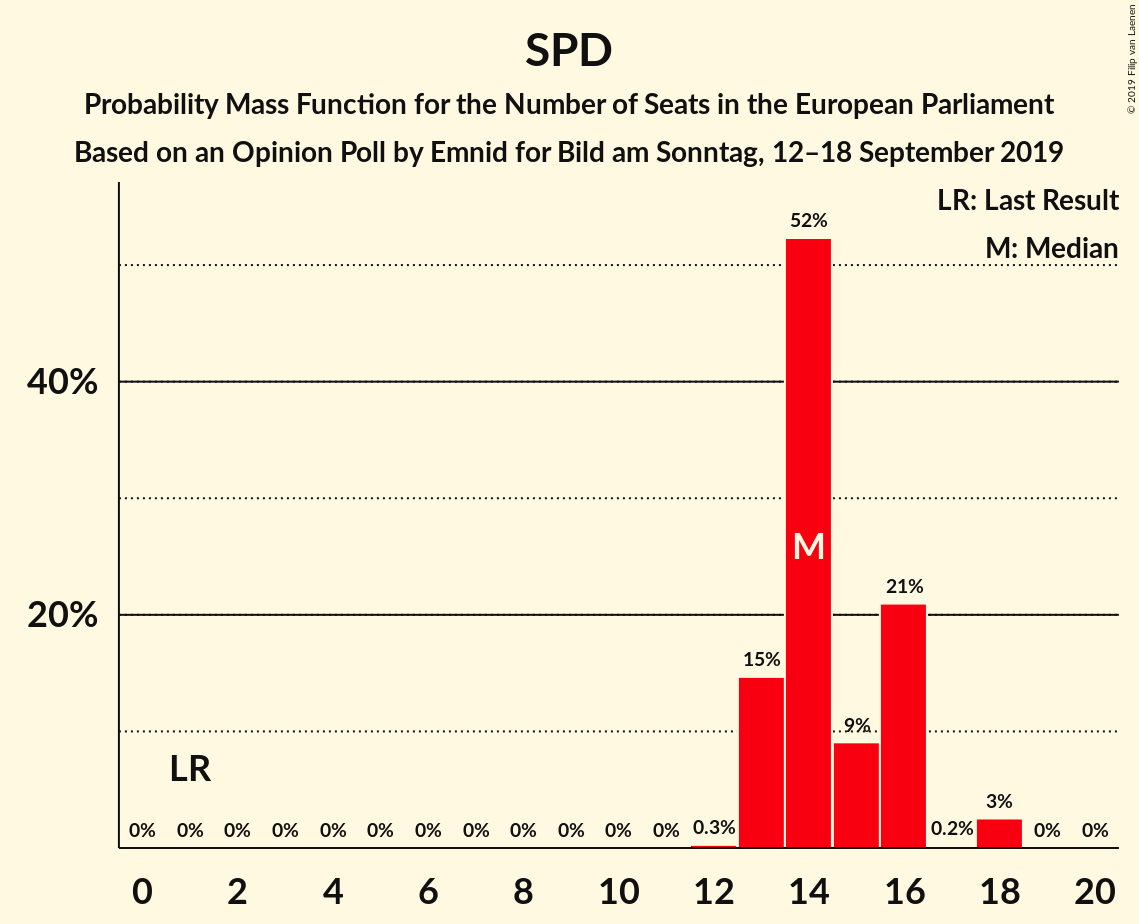 SPD
Probability Mass Function for the Number of Seats in the European Parliament
Based on an Opinion Poll by Emnid for Bild am Sonntag, 12–18 September 2019
© 2019 Filip van Laenen
LR: Last Result
M: Median
52%
40%
M
21%
20%
15%
9%
LR
3%
0% 0% 0% 0% 0% 0% 0% 0% 0% 0% 0% 0% 0.3% 0.2% 0% 0%
0 2 4 6 8 10 12 14 16 18 20